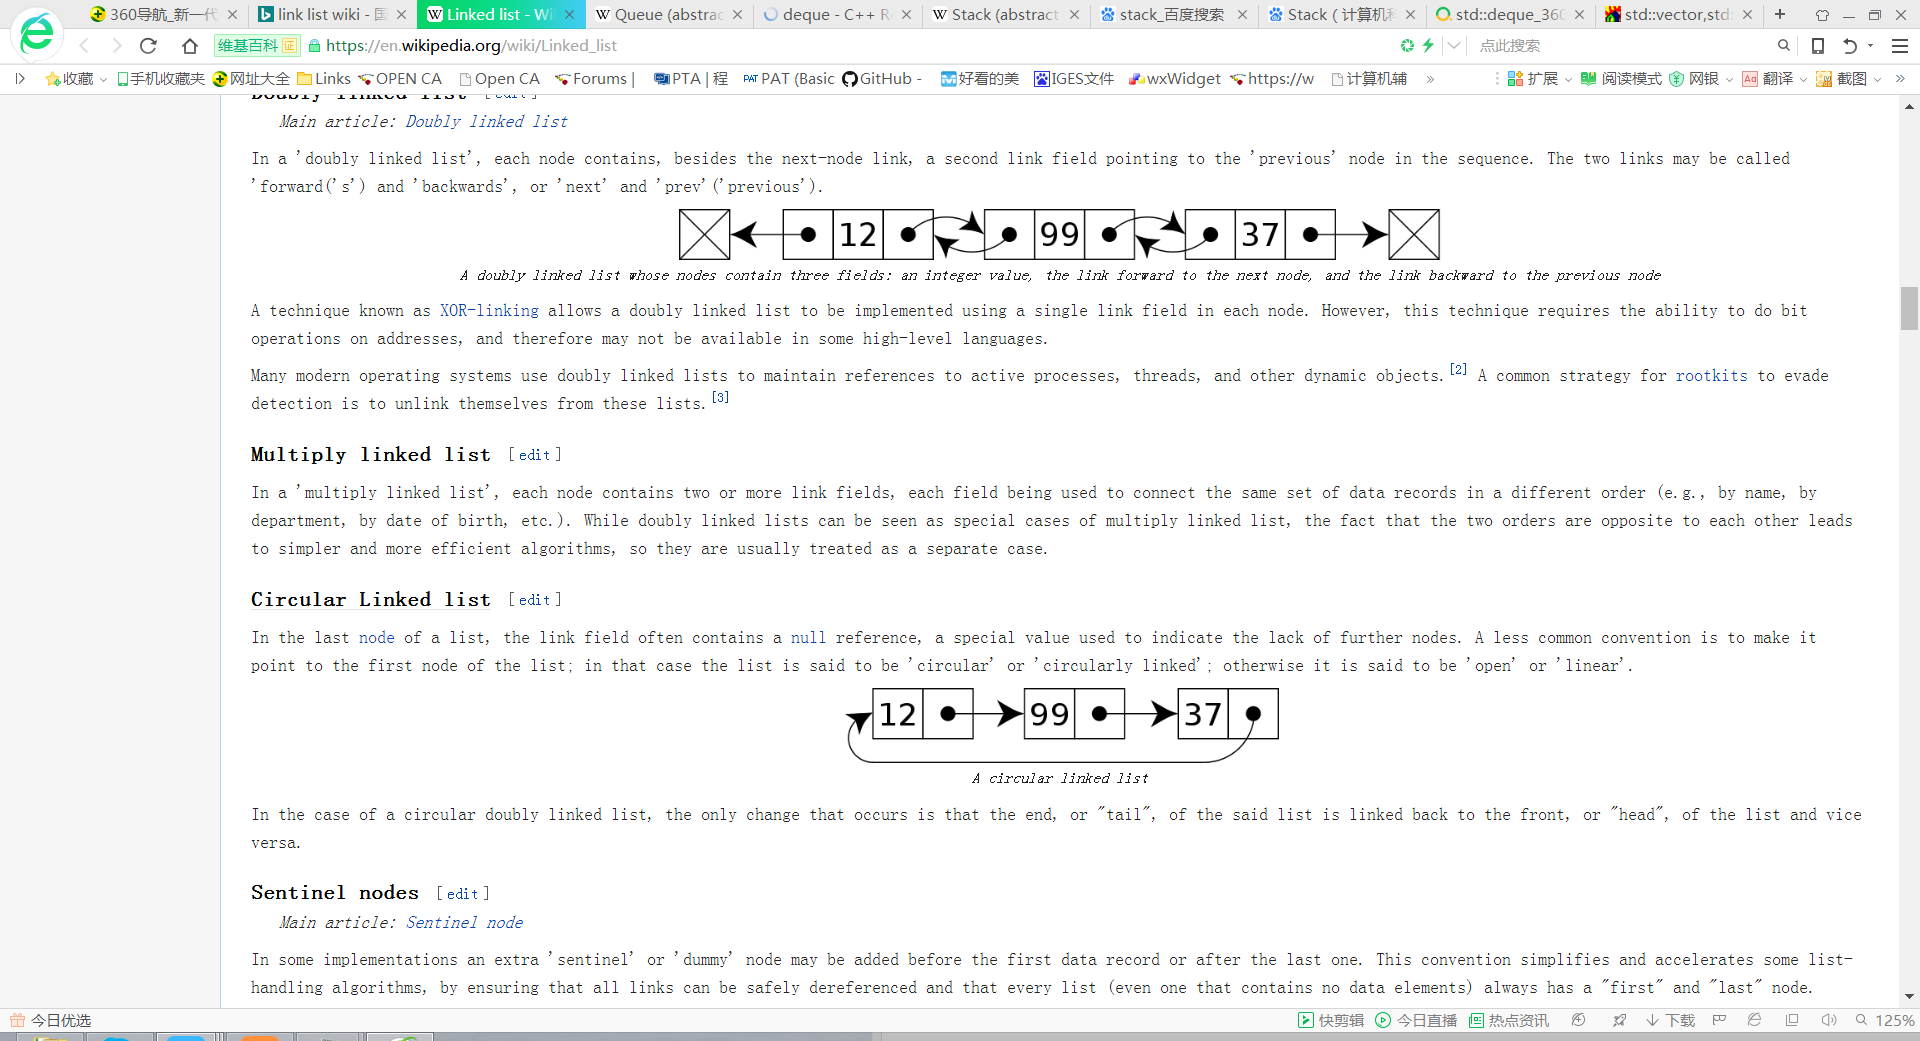 360导航_新一代
link list wiki - 国
Linked list - Wi
Queue (abstrac
deque - C++ R
Stack (abstract
stack_百度搜索
Stack ( 计算机科
std::deque_360
std::vector,std:
维基百科 证 https://en.wikipedia.org/wiki/Linked_list 点此搜索
收藏 手机收藏夹 网址大全 Links OPEN CA Open CA Forums | PTA | 程 PAT (Basic GitHub - 好看的美 IGES文件 wxWidget https://w 计算机辅 » 扩展 阅读模式 网银 翻译 截图 »
Doubly linked list [edit]
Main article: Doubly linked list
In a 'doubly linked list', each node contains, besides the next-node link, a second link field pointing to the 'previous' node in the sequence. The two links may be called
'forward('s') and 'backwards', or 'next' and 'prev'('previous').
12 99 37
A doubly linked list whose nodes contain three fields: an integer value, the link forward to the next node, and the link backward to the previous node
A technique known as XOR-linking allows a doubly linked list to be implemented using a single link field in each node. However, this technique requires the ability to do bit
operations on addresses, and therefore may not be available in some high-level languages.
Many modern operating systems use doubly linked lists to maintain references to active processes, threads, and other dynamic objects.[2] A common strategy for rootkits to evade
detection is to unlink themselves from these lists.[3]
Multiply linked list [edit]
In a 'multiply linked list', each node contains two or more link fields, each field being used to connect the same set of data records in a different order (e.g., by name, by
department, by date of birth, etc.). While doubly linked lists can be seen as special cases of multiply linked list, the fact that the two orders are opposite to each other leads
to simpler and more efficient algorithms, so they are usually treated as a separate case.
Circular Linked list [edit]
In the last node of a list, the link field often contains a null reference, a special value used to indicate the lack of further nodes. A less common convention is to make it
point to the first node of the list; in that case the list is said to be 'circular' or 'circularly linked'; otherwise it is said to be 'open' or 'linear'.
12 99 37
A circular linked list
In the case of a circular doubly linked list, the only change that occurs is that the end, or "tail", of the said list is linked back to the front, or "head", of the list and vice
versa.
Sentinel nodes [edit]
Main article: Sentinel node
In some implementations an extra 'sentinel' or 'dummy' node may be added before the first data record or after the last one. This convention simplifies and accelerates some list-
handling algorithms, by ensuring that all links can be safely dereferenced and that every list (even one that contains no data elements) always has a "first" and "last" node.
今日优选 快剪辑 今日直播 热点资讯 下载 125%